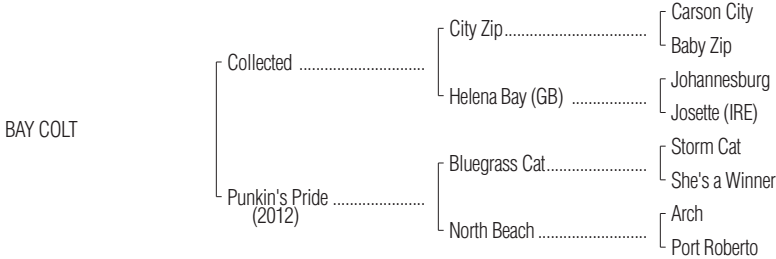 Carson City
City Zip
Baby Zip
Collected
Johannesburg
Helena Bay (GB)
Josette (IRE)
BAY COLT
Storm Cat
Bluegrass Cat
She's a Winner
Punkin's Pride
(2012)
Arch
North Beach
Port Roberto